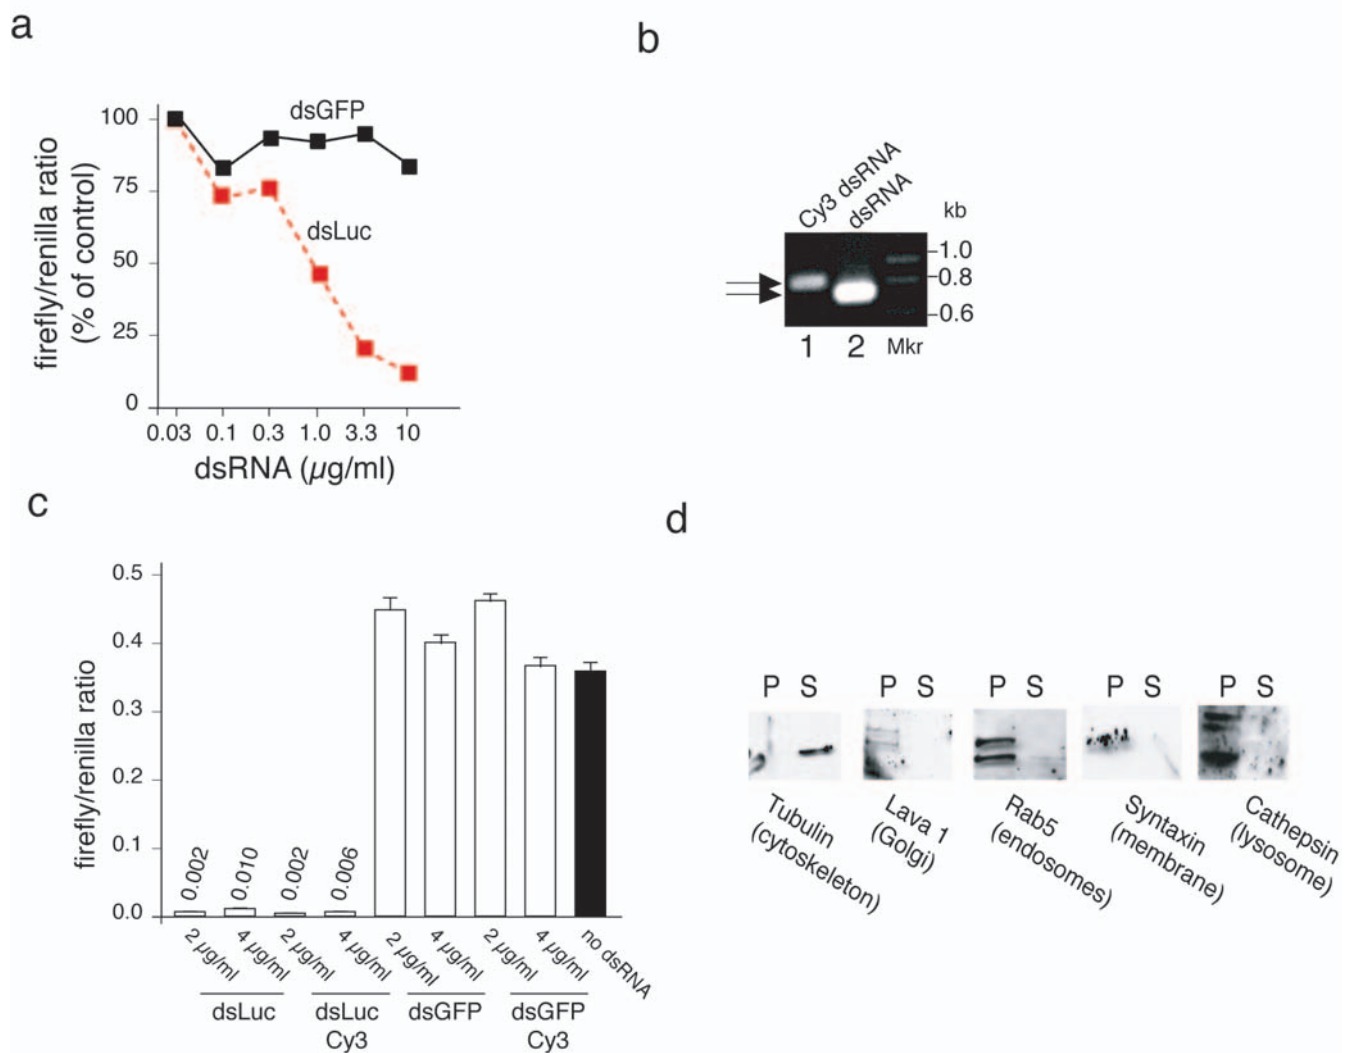 a
100
75
50
25
0
firefly/renilla ratio
(% of control)
dsGFP
dsLuc
0.03 0.1 0.3 1.0 3.3 10
dsRNA (µg/ml)
b
Cy3 dsRNA
dsRNA
kb
1.0
0.8
0.6
1 2 Mkr
c
0.5
0.4
0.3
0.2
0.1
0.0
firefly/renilla ratio
0.002
0.010
0.002
0.006
2 µg/ml
4 µg/ml
2 µg/ml
4 µg/ml
2 µg/ml
4 µg/ml
2 µg/ml
4 µg/ml
no dsRNA
dsLuc
dsLuc
Cy3
dsGFP
dsGFP
Cy3
d
P S
P S
P S
P S
P S
Tubulin
(cytoskeleton)
Lava 1
(Golgi)
Rab5
(endosomes)
Syntaxin
(membrane)
Cathepsin
(lysosome)